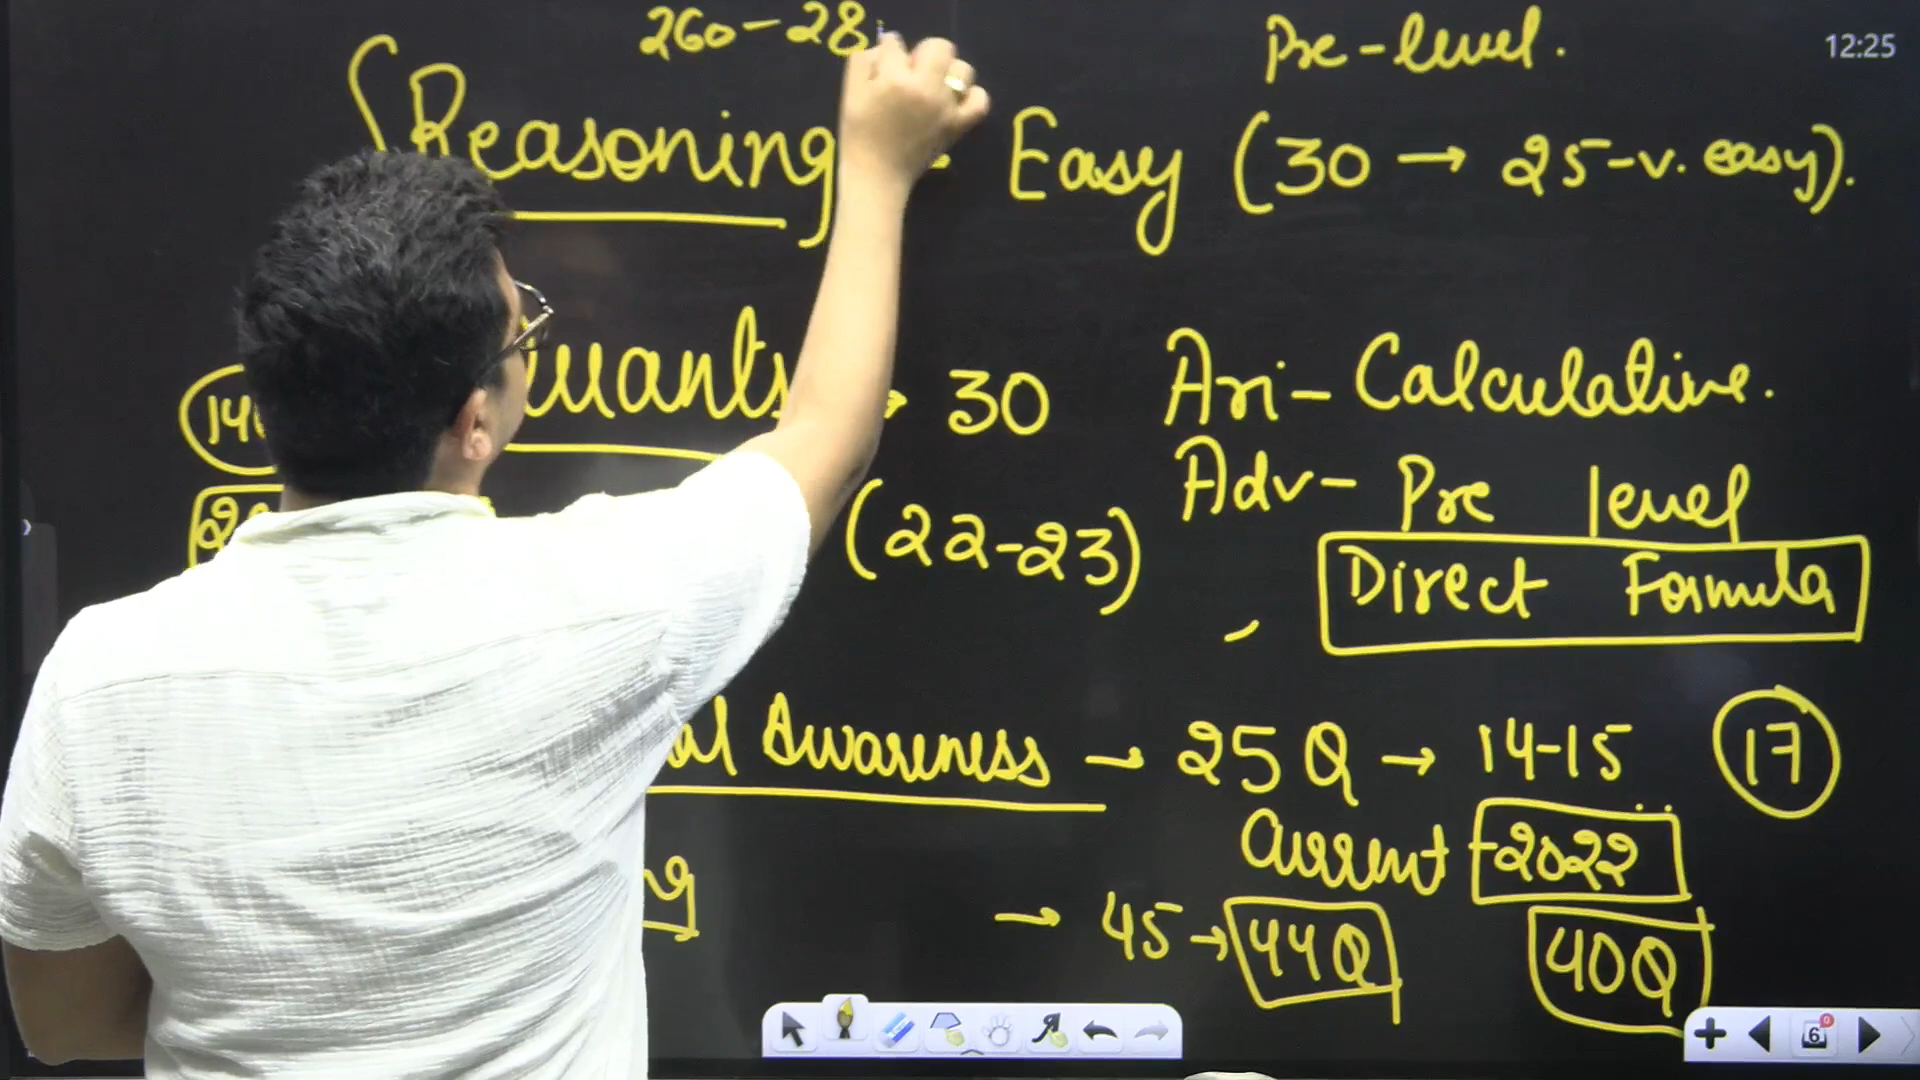 260-28
Pre-level.
12:25
Reasoning - Easy (30 → 25-v. easy).
→ 30 Ari- Calculative.
Adv- Pre level
(22-23)
Direct Formula
Awareness → 25 Q → 14-15 17
Current -2022
→ 45 → 44Q 40Q
6